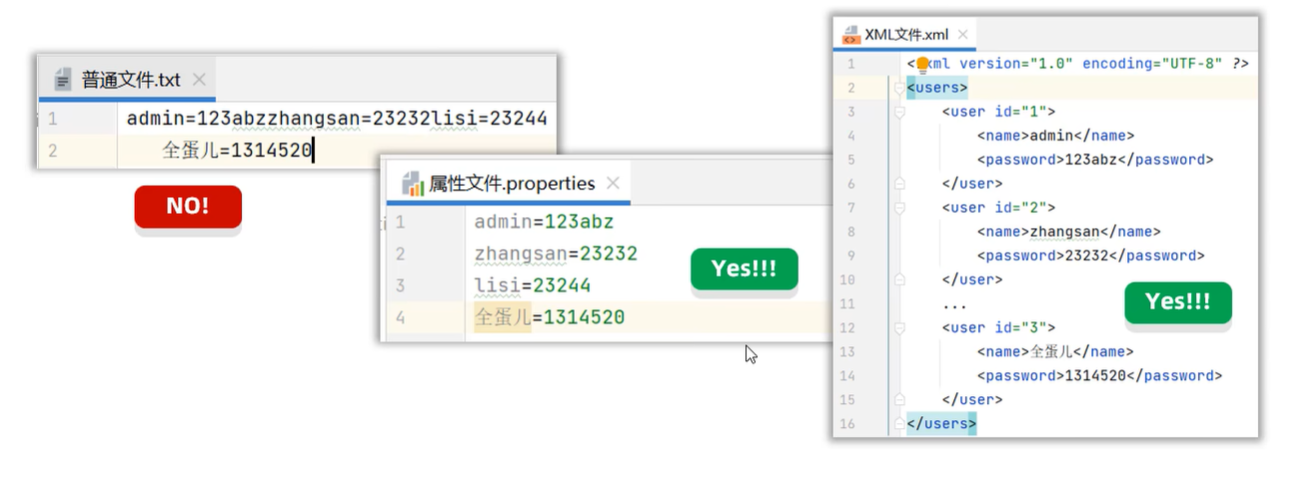 普通文件.txt
1 admin=123abzzhangsan=23232lisi=23244
2 全蛋儿=1314520
NO!
属性文件.properties
1 admin=123abz
2 zhangsan=23232
3 lisi=23244
4 全蛋儿=1314520
Yes!!!
XML文件.xml
1 <?xml version="1.0" encoding="UTF-8" ?>
2 <users>
3 <user id="1">
4 <name>admin</name>
5 <password>123abz</password>
6 </user>
7 <user id="2">
8 <name>zhangsan</name>
9 <password>23232</password>
10 </user>
11 ...
12 <user id="3">
13 <name>全蛋儿</name>
14 <password>1314520</password>
15 </user>
16 </users>
Yes!!!